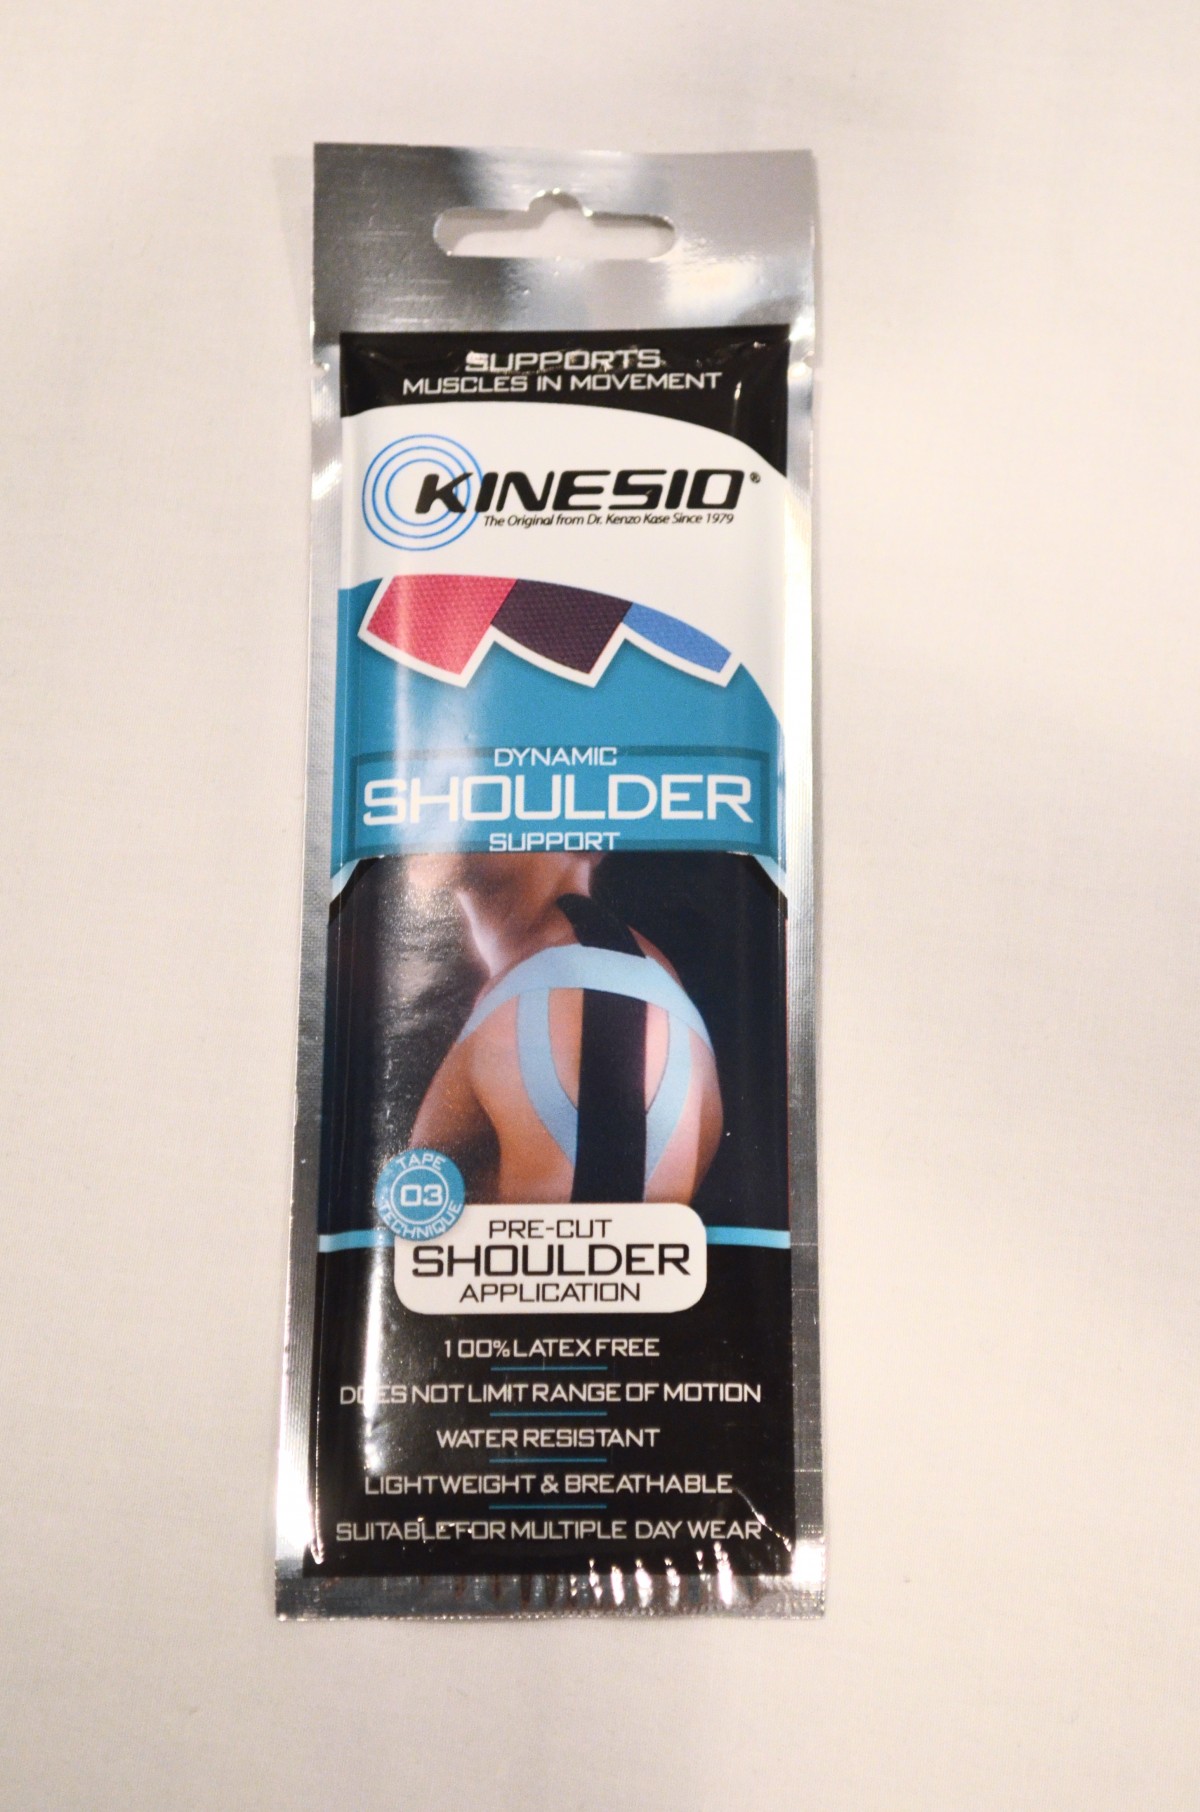 SUPPORTS
MUSCLES IN MOVEMENT
KINESIO®
The Original from Dr. Kenzo Kase Since 1979
DYNAMIC
SHOULDER
SUPPORT
TAPE
03
TECHNIQUE
PRE-CUT
SHOULDER
APPLICATION
100% LATEX FREE
DOES NOT LIMIT RANGE OF MOTION
WATER RESISTANT
LIGHTWEIGHT & BREATHABLE
SUITABLE FOR MULTIPLE DAY WEAR